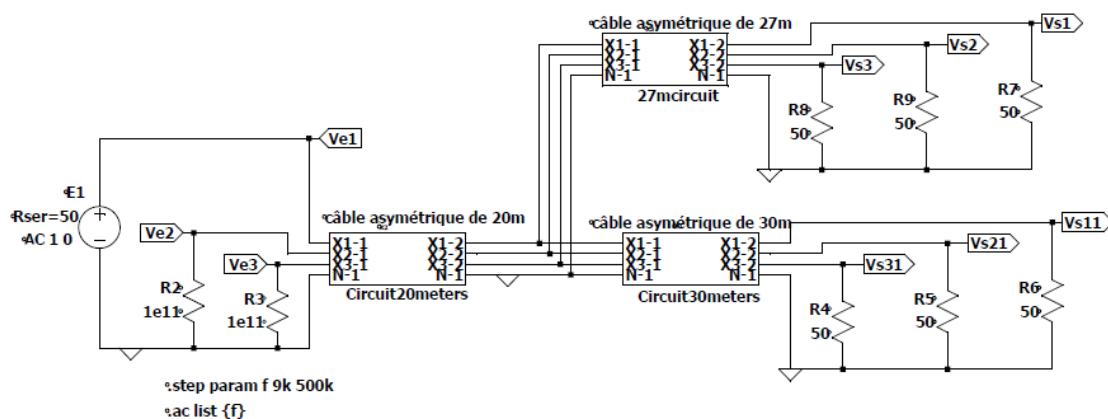 câble asymétrique de 27m
X1-1 X1-2
X2-1 X2-2
X3-1 X3-2
N-1 N-1
27mcircuit
Vs1
Vs2
Vs3
R8
50
R9
50
R7
50
Ve1
E1
Rser=50
AC 1 0
Ve2
Ve3
R2
1e11
R3
1e11
câble asymétrique de 20m
X1-1 X1-2
X2-1 X2-2
X3-1 X3-2
N-1 N-1
Circuit20meters
câble asymétrique de 30m
X1-1 X1-2
X2-1 X2-2
X3-1 X3-2
N-1 N-1
Circuit30meters
Vs11
Vs21
Vs31
R4
50
R5
50
R6
50
.step param f 9k 500k
.ac list {f}